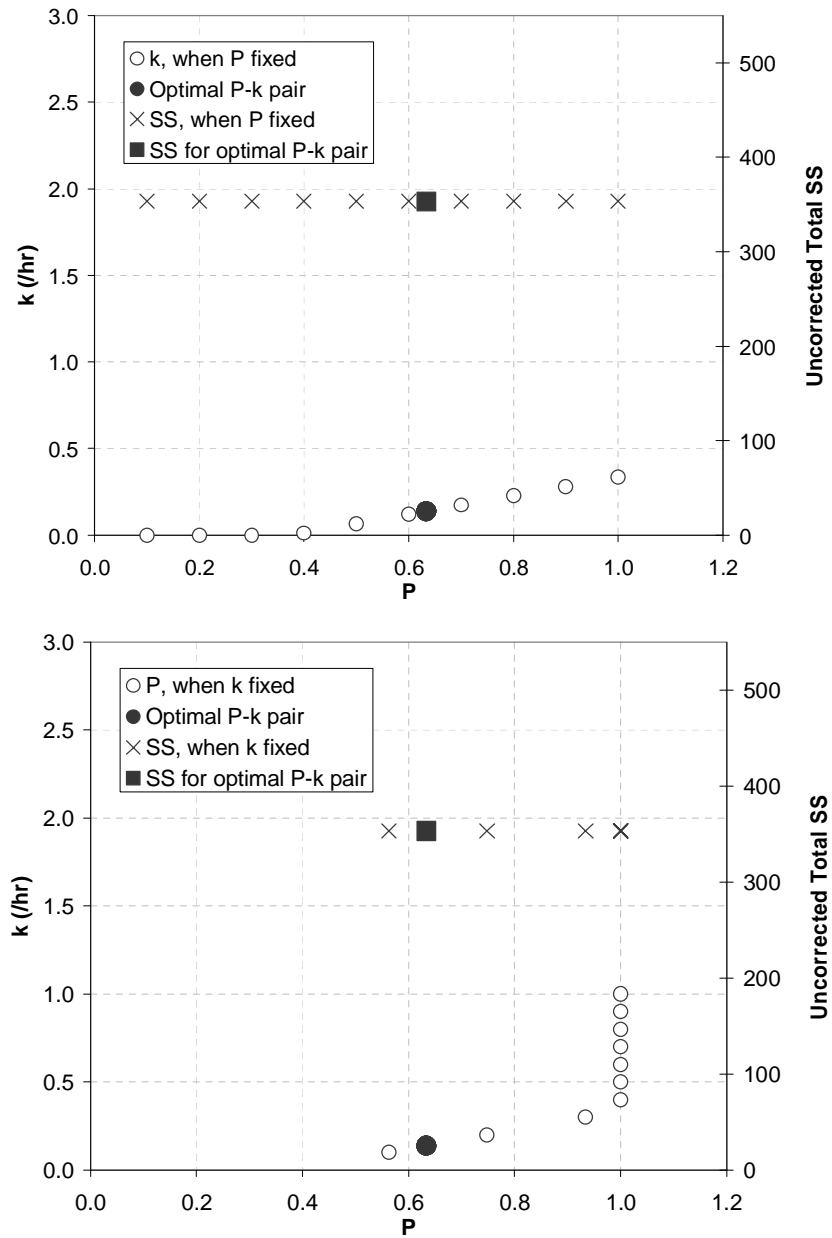 3.0
2.5
2.0
1.5
1.0
0.5
0.0
k (/hr)
k, when P fixed
Optimal P-k pair
SS, when P fixed
SS for optimal P-k pair
500
400
300
200
100
0
Uncorrected Total SS
0.0 0.2 0.4 0.6 0.8 1.0 1.2
P
3.0
2.5
2.0
1.5
1.0
0.5
0.0
k (/hr)
P, when k fixed
Optimal P-k pair
SS, when k fixed
SS for optimal P-k pair
500
400
300
200
100
0
Uncorrected Total SS
0.0 0.2 0.4 0.6 0.8 1.0 1.2
P